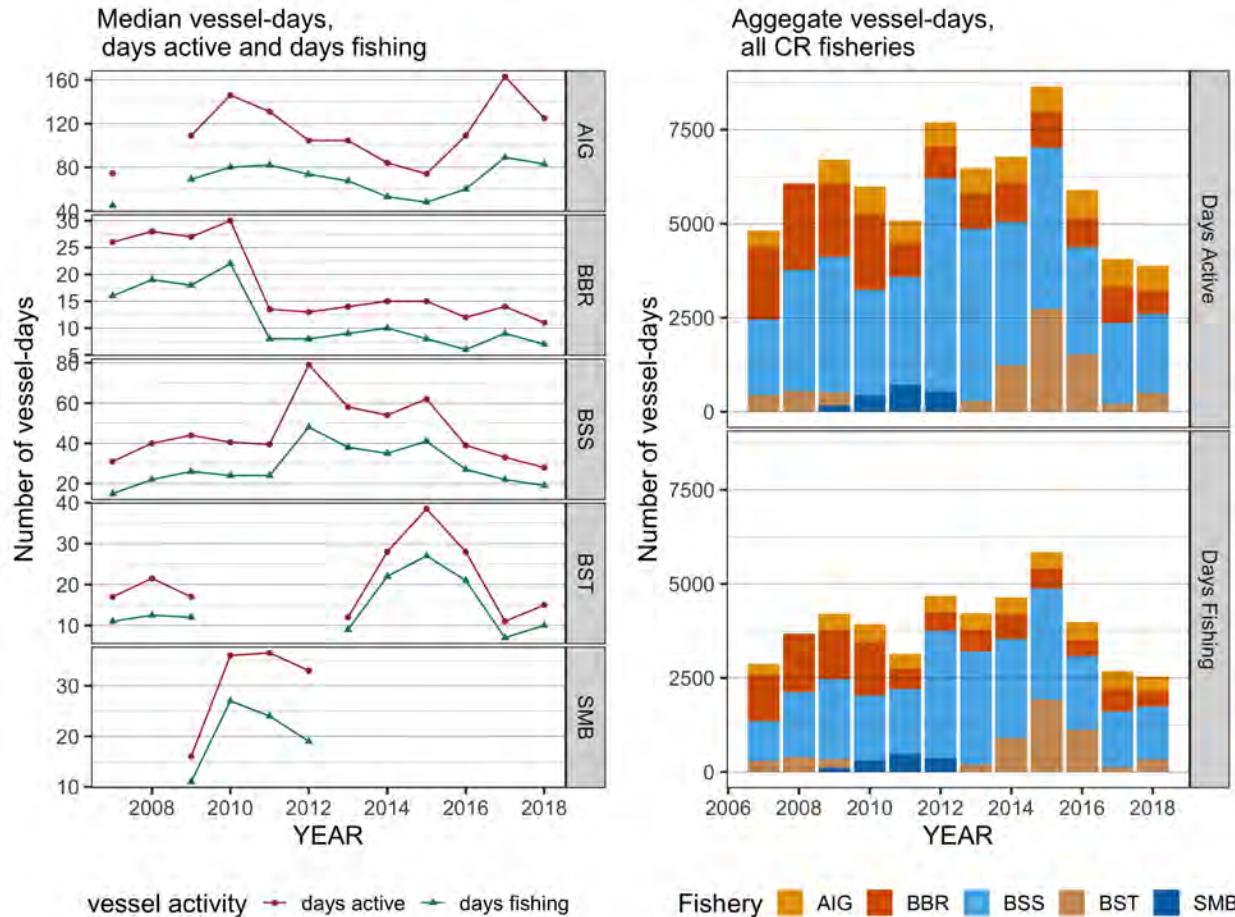 Median vessel-days,
days active and days fishing
Number of vessel-days
160
120
80
40
AIG
30
25
20
15
10
5
BBR
80
60
40
20
BSS
40
30
20
10
BST
30
20
10
SMB
2008 2010 2012 2014 2016 2018
YEAR
vessel activity days active days fishing
Aggegate vessel-days,
all CR fisheries
Number of vessel-days
7500
5000
2500
0
Days Active
Number of vessel-days
7500
5000
2500
0
Days Fishing
2006 2008 2010 2012 2014 2016 2018
YEAR
Fishery AIG BBR BSS BST SMB